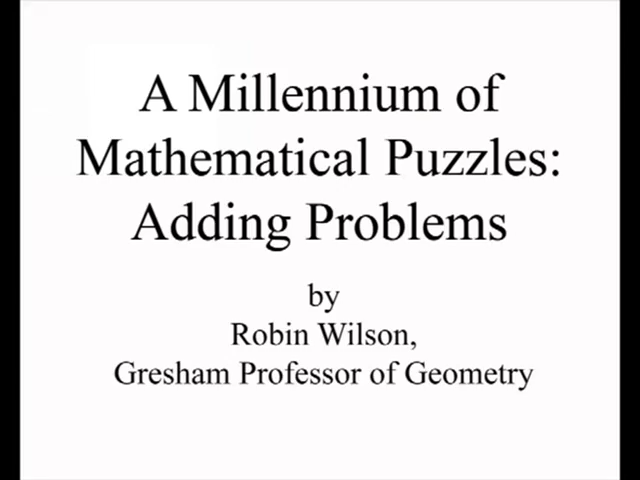 A Millennium of
Mathematical Puzzles:
Adding Problems
by
Robin Wilson,
Gresham Professor of Geometry